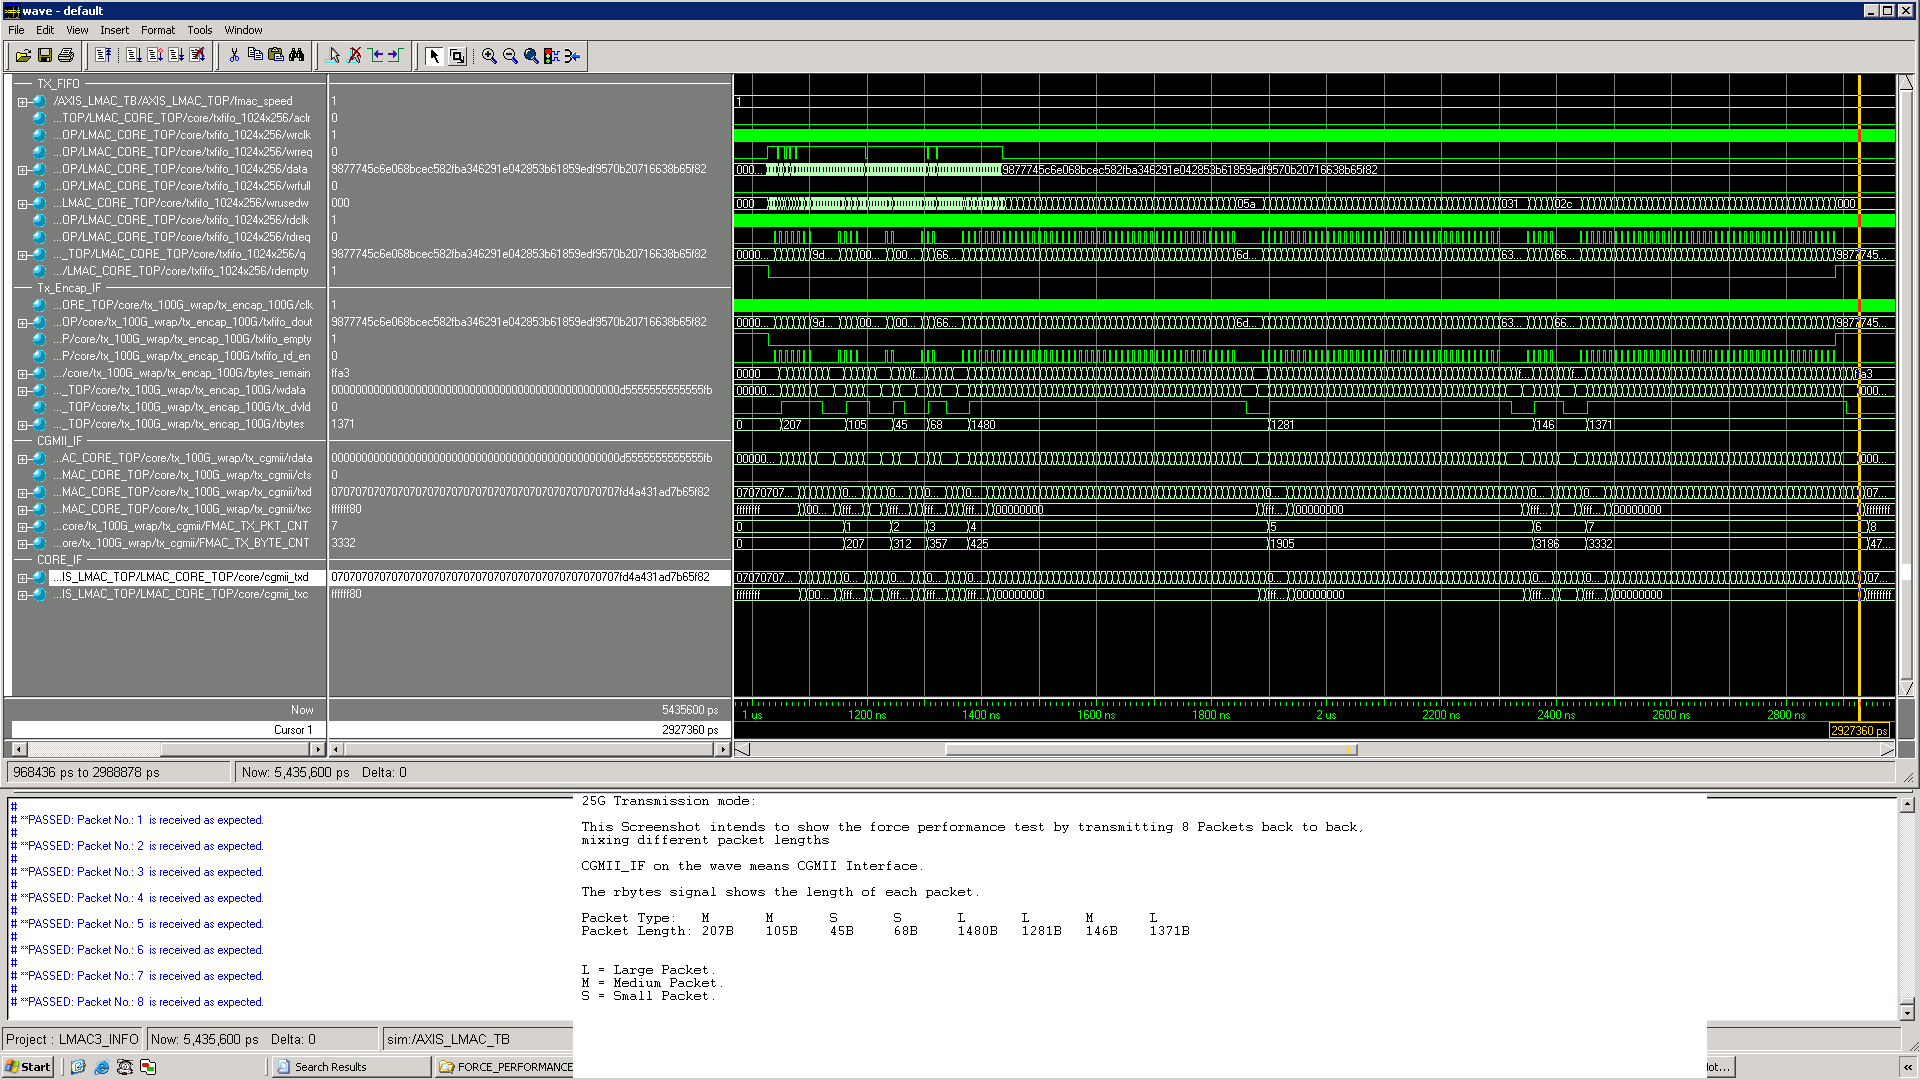 wave - default
File Edit View Insert Format Tools Window
TX_FIFO
/AXIS_LMAC_TB/AXIS_LMAC_TOP/fmac_speed 1 1
...TOP/LMAC_CORE_TOP/core/txfifo_1024x256/aclr 0
...OP/LMAC_CORE_TOP/core/txfifo_1024x256/wrclk 1
...OP/LMAC_CORE_TOP/core/txfifo_1024x256/wrreq 0
...OP/LMAC_CORE_TOP/core/txfifo_1024x256/data 9877745c6e068bcec582fba346291e042853b61859edf9570b20716638b65f82 000... 9877745c6e068bcec582fba346291e042853b61859edf9570b20716638b65f82
...OP/LMAC_CORE_TOP/core/txfifo_1024x256/wrfull 0
...LMAC_CORE_TOP/core/txfifo_1024x256/wrusedw 000 000 05a 031 02c 000
...OP/LMAC_CORE_TOP/core/txfifo_1024x256/rdclk 1
...OP/LMAC_CORE_TOP/core/txfifo_1024x256/rdreq 0
..._TOP/LMAC_CORE_TOP/core/txfifo_1024x256/q 9877745c6e068bcec582fba346291e042853b61859edf9570b20716638b65f82 0000... 9d... 00... 00... 66... 6d... 63... 66... 9877745...
.../LMAC_CORE_TOP/core/txfifo_1024x256/rdempty 1
Tx_Encap_IF
...ORE_TOP/core/tx_100G_wrap/tx_encap_100G/clk 1
...OP/core/tx_100G_wrap/tx_encap_100G/txfifo_dout 9877745c6e068bcec582fba346291e042853b61859edf9570b20716638b65f82 0000... 9d... 00... 00... 66... 6d... 63... 66... 9877745...
...P/core/tx_100G_wrap/tx_encap_100G/txfifo_empty 1
...P/core/tx_100G_wrap/tx_encap_100G/txfifo_rd_en 0
.../core/tx_100G_wrap/tx_encap_100G/bytes_remain ffa3 0000 f... f... f... ffa3
..._TOP/core/tx_100G_wrap/tx_encap_100G/wdata 00000... 000...
..._TOP/core/tx_100G_wrap/tx_encap_100G/tx_dvld 0
..._TOP/core/tx_100G_wrap/tx_encap_100G/rbytes 1371 0 207 105 45 68 1480 1281 146 1371
CGMII_IF
...AC_CORE_TOP/core/tx_100G_wrap/tx_cgmii/rdata 00000... 000...
...MAC_CORE_TOP/core/tx_100G_wrap/tx_cgmii/cts 0
...MAC_CORE_TOP/core/tx_100G_wrap/tx_cgmii/txd 07070707070707070707070707070707070707070707070707fd4a431ad7b65f82 07070707... 0... 0... 0... 0... 0... 0... 0... 07...
...MAC_CORE_TOP/core/tx_100G_wrap/tx_cgmii/txc ffffff80 ffffffff 00... fff... fff... fff... fff... 00000000 fff... 00000000 fff... fff... 00000000 ffffffff
...core/tx_100G_wrap/tx_cgmii/FMAC_TX_PKT_CNT 7 0 1 2 3 4 5 6 7 8
...ore/tx_100G_wrap/tx_cgmii/FMAC_TX_BYTE_CNT 3332 0 207 312 357 425 1905 3186 3332 47...
CORE_IF
...IS_LMAC_TOP/LMAC_CORE_TOP/core/cgmii_txd 07070707070707070707070707070707070707070707070707fd4a431ad7b65f82 07070707... 0... 0... 0... 0... 0... 0... 0... 07...
...IS_LMAC_TOP/LMAC_CORE_TOP/core/cgmii_txc ffffff80 ffffffff 00... fff... fff... fff... fff... 00000000 fff... 00000000 fff... fff... 00000000 ffffffff
Now 5435600 ps 1 us 1200 ns 1400 ns 1600 ns 1800 ns 2 us 2200 ns 2400 ns 2600 ns 2800 ns
Cursor 1 2927360 ps 2927360 ps
968436 ps to 2988878 ps Now: 5,435,600 ps Delta: 0
#
# **PASSED: Packet No.: 1 is received as expected.
#
# **PASSED: Packet No.: 2 is received as expected.
#
# **PASSED: Packet No.: 3 is received as expected.
#
# **PASSED: Packet No.: 4 is received as expected.
#
# **PASSED: Packet No.: 5 is received as expected.
#
# **PASSED: Packet No.: 6 is received as expected.
#
# **PASSED: Packet No.: 7 is received as expected.
#
# **PASSED: Packet No.: 8 is received as expected.
25G Transmission mode:
This Screenshot intends to show the force performance test by transmitting 8 Packets back to back,
mixing different packet lengths
CGMII_IF on the wave means CGMII Interface.
The rbytes signal shows the length of each packet.
Packet Type: M M S S L L M L
Packet Length: 207B 105B 45B 68B 1480B 1281B 146B 1371B
L = Large Packet.
M = Medium Packet.
S = Small Packet.
Project : LMAC3_INFO Now: 5,435,600 ps Delta: 0 sim:/AXIS_LMAC_TB
Start Search Results FORCE_PERFORMANCE lot... «